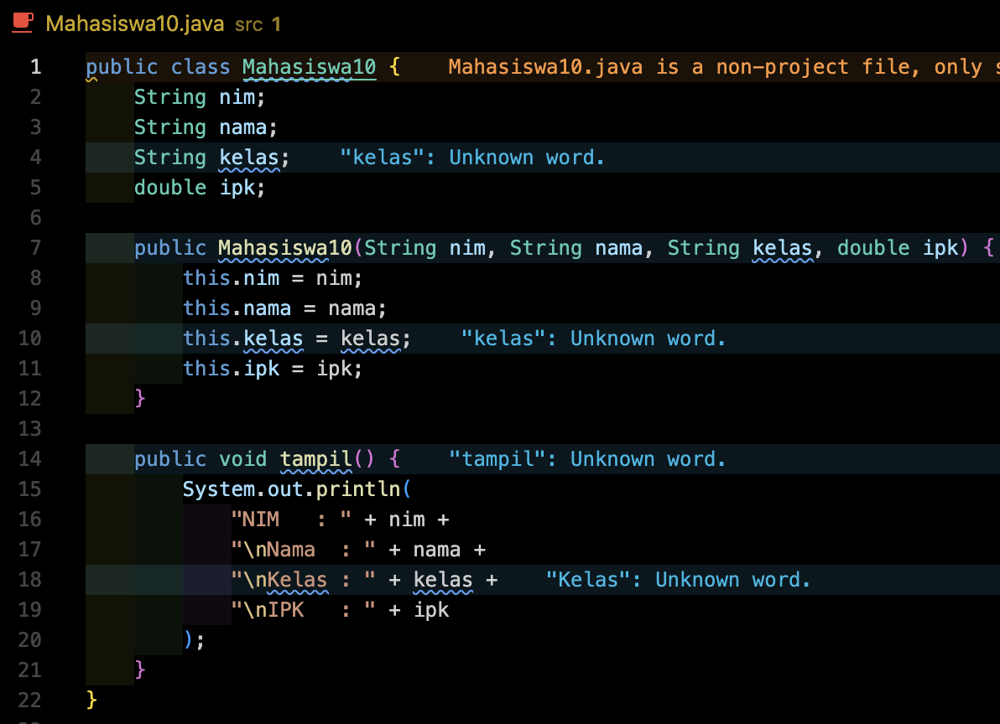 Mahasiswa10.java src 1
1 public class Mahasiswa10 { Mahasiswa10.java is a non-project file, only s
2 String nim;
3 String nama;
4 String kelas; "kelas": Unknown word.
5 double ipk;
6
7 public Mahasiswa10(String nim, String nama, String kelas, double ipk) {
8 this.nim = nim;
9 this.nama = nama;
10 this.kelas = kelas; "kelas": Unknown word.
11 this.ipk = ipk;
12 }
13
14 public void tampil() { "tampil": Unknown word.
15 System.out.println(
16 "NIM   : " + nim +
17 "\nNama  : " + nama +
18 "\nKelas : " + kelas + "Kelas": Unknown word.
19 "\nIPK   : " + ipk
20 );
21 }
22 }